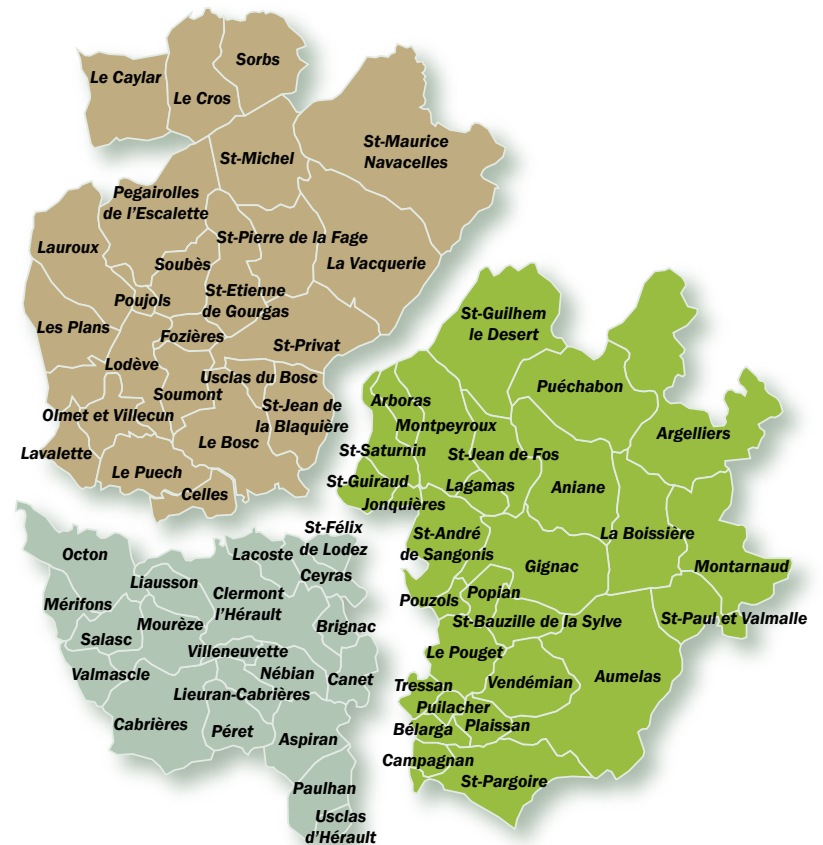 Sorbs
Le Caylar
Le Cros
St-Maurice
Navacelles
St-Michel
Pegairolles
de l'Escalette
St-Pierre de la Fage
Lauroux
La Vacquerie
Soubès
St-Etienne
de Gourgas
Poujols
Les Plans
Fozières
St-Privat
Lodève
Usclas du Bosc
Soumont
St-Jean de
la Blaquière
Olmet et Villecun
Le Bosc
Lavalette
Le Puech
Celles
St-Guilhem
le Desert
Puéchabon
Arboras
Montpeyroux
Argelliers
St-Saturnin
St-Jean de Fos
St-Guiraud
Lagamas
Aniane
Jonquières
St-André
de Sangonis
La Boissière
Gignac
Montarnaud
Pouzols
Popian
St-Bauzille de la Sylve
St-Paul et Valmalle
Le Pouget
Aumelas
Tressan
Vendémian
Puilacher
Bélarga
Plaissan
Campagnan
St-Pargoire
St-Félix
de Lodez
Octon
Lacoste
Ceyras
Liausson
Clermont
l'Hérault
Mérifons
Mourèze
Brignac
Salasc
Villeneuvette
Valmascle
Nébian
Canet
Lieuran-Cabrières
Cabrières
Péret
Aspiran
Paulhan
Usclas
d'Hérault